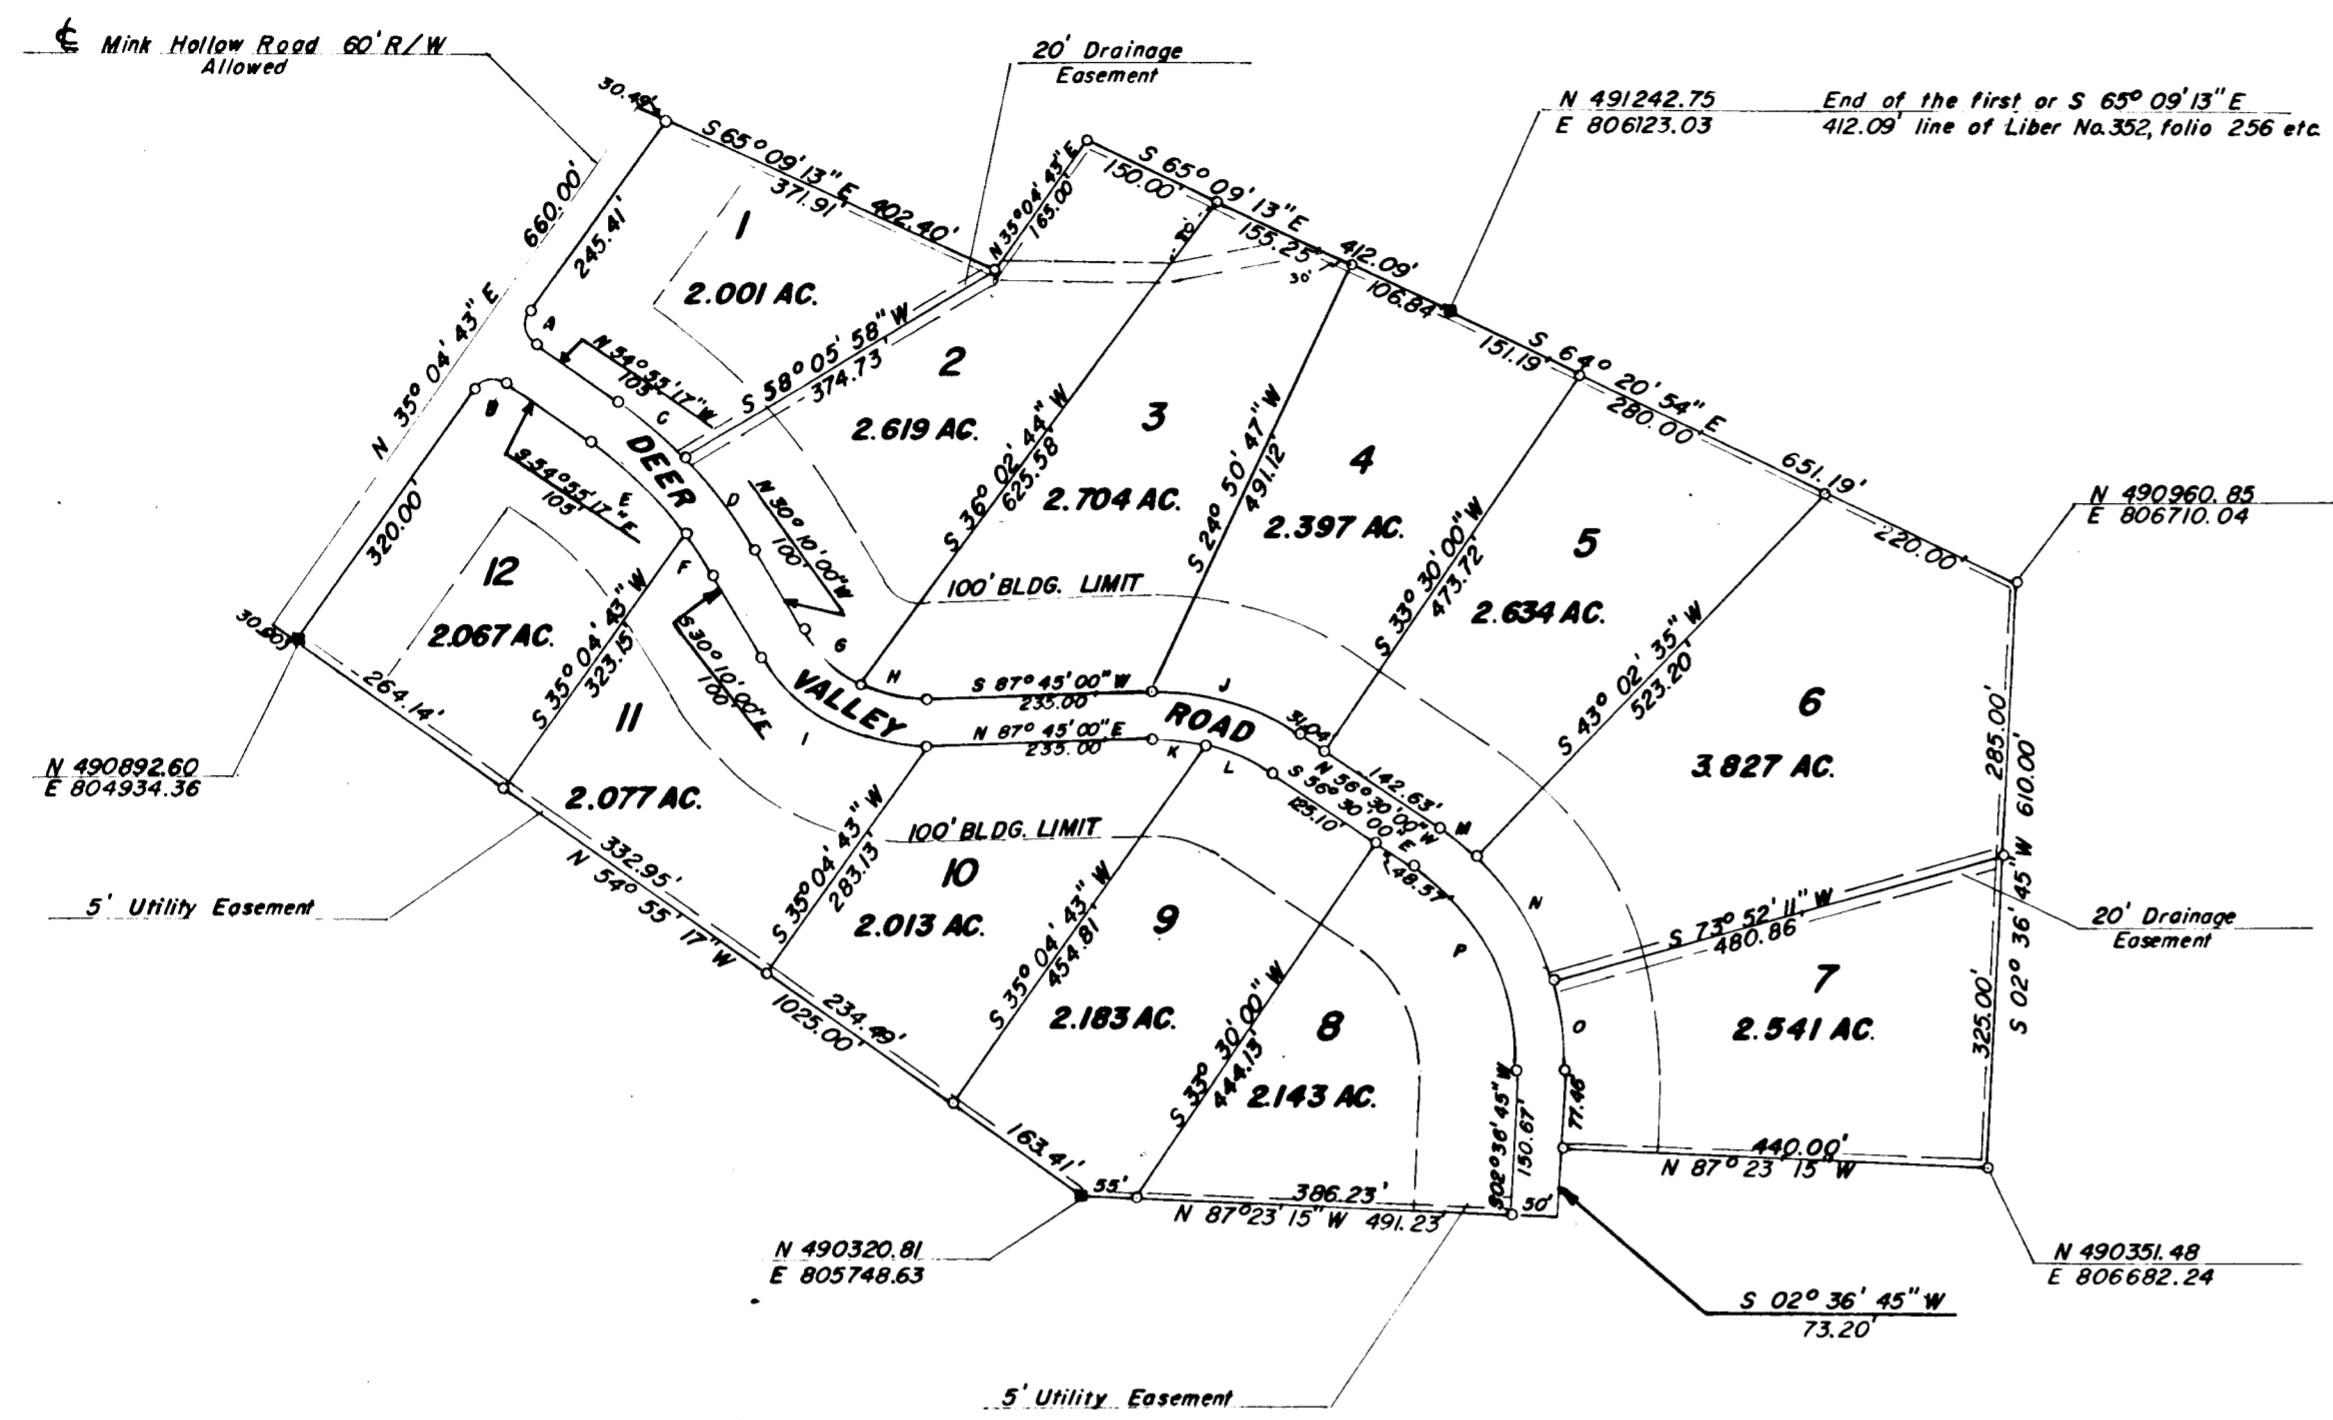 ℄ Mink Hollow Road 60' R/W
Allowed
20' Drainage
Easement
N 491242.75
E 806123.03
End of the first or S 65° 09' 13" E
412.09' line of Liber No. 352, folio 256 etc.
30.49'
S 65° 09' 13" E
371.91'
402.40'
660.00'
N 35° 04' 43" E
245.41'
1
2.001 AC.
N 35° 04' 43" E
165.00'
S 65° 09' 13" E
150.00'
155.25'
412.09'
30'
106.84'
A
B
N 54° 55' 17" W
105'
C
S 58° 05' 58" W
374.73'
2
2.619 AC.
S 36° 02' 44" W
625.58'
3
2.704 AC.
S 24° 50' 47" W
491.12'
4
2.397 AC.
S 64° 20' 54" E
151.19'
280.00'
651.19'
220.00'
N 490960.85
E 806710.04
S 33° 30' 00" W
473.72'
5
2.634 AC.
S 43° 02' 35" W
523.20'
6
3.827 AC.
285.00'
610.00'
S 02° 36' 45" W
325.00'
320.00'
S 54° 55' 17" E
105'
E
DEER
D
N 30° 10' 00" W
100'
100' BLDG. LIMIT
12
2.067 AC.
30.00'
264.14'
N 490892.60
E 804934.36
S 35° 04' 43" W
323.15'
F
S 30° 10' 00" E
100'
G
H
S 87° 45' 00" W
235.00'
J
VALLEY
ROAD
I
N 87° 45' 00" E
235.00'
K
L
31.04
N 56° 30' 00" W
142.63'
S 56° 30' 00" E
125.10'
M
48.57'
N
O
P
11
2.077 AC.
332.95'
N 54° 55' 17" W
1025.00'
5' Utility Easement
S 35° 04' 43" W
283.13'
100' BLDG. LIMIT
10
2.013 AC.
234.49'
S 35° 04' 43" W
454.81'
9
2.183 AC.
163.41'
S 33° 30' 00" W
444.13'
8
2.143 AC.
S 73° 52' 11" W
480.86'
20' Drainage
Easement
7
2.541 AC.
77.46'
S 02° 36' 45" W
150.67'
440.00'
N 87° 23' 15" W
55'
386.23'
N 87° 23' 15" W 491.23'
50'
N 490320.81
E 805748.63
N 490351.48
E 806682.24
S 02° 36' 45" W
73.20'
5' Utility Easement